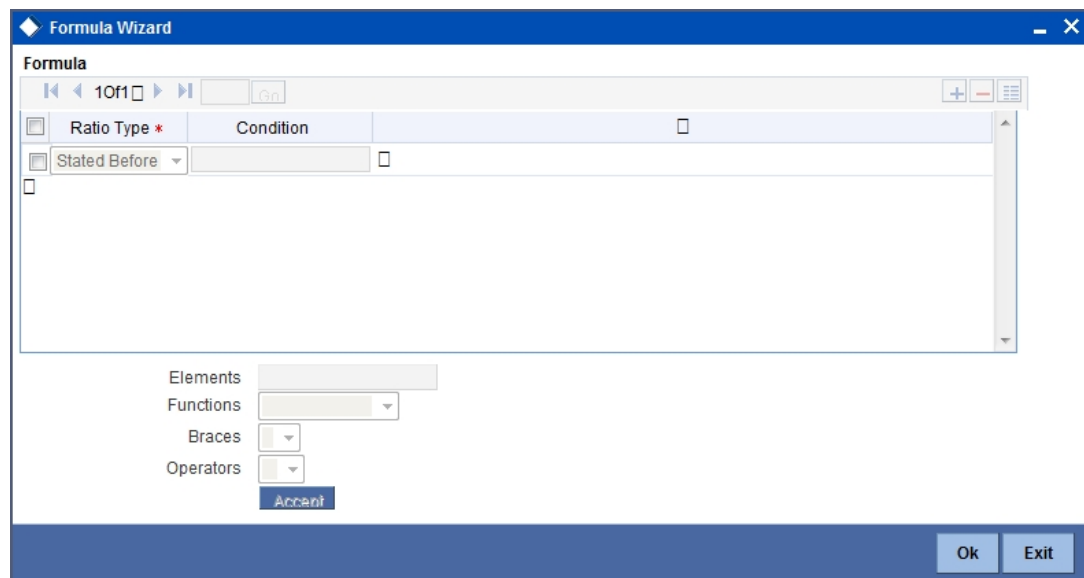 Formula Wizard
Formula
1Of1 Go
Ratio Type * Condition
Stated Before
Elements
Functions
Braces
Operators
Accept
Ok Exit